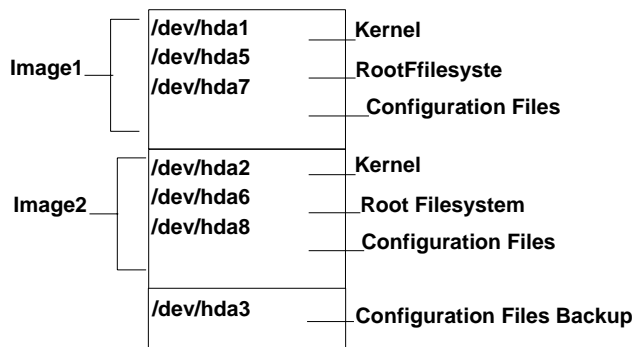 /dev/hda1 Kernel
/dev/hda5
Image1 RootFfilesyste
/dev/hda7
Configuration Files
/dev/hda2 Kernel
/dev/hda6
Image2 Root Filesystem
/dev/hda8
Configuration Files
/dev/hda3 Configuration Files Backup